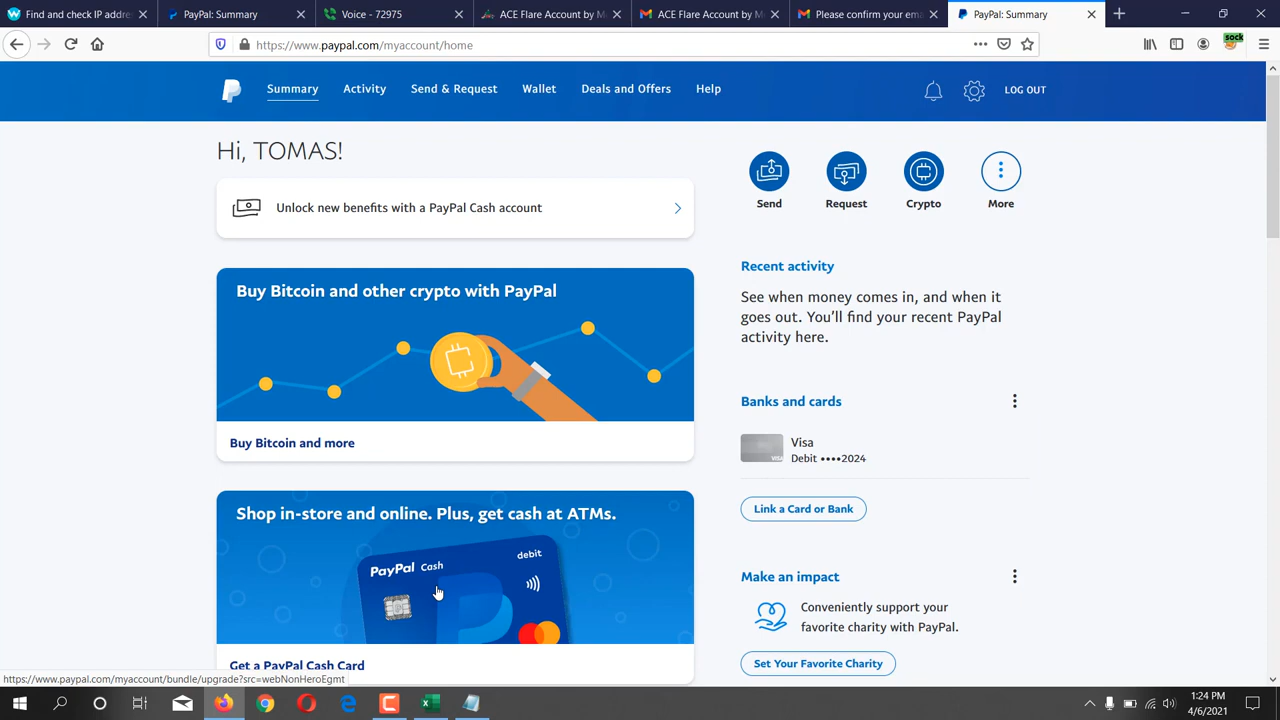 Find and check IP addres
PayPal: Summary
Voice - 72975
ACE Flare Account by M
ACE Flare Account by M
Please confirm your ema
PayPal: Summary
https://www.paypal.com/myaccount/home
sock
Summary
Activity
Send & Request
Wallet
Deals and Offers
Help
LOG OUT
Hi, TOMAS!
Unlock new benefits with a PayPal Cash account
Send
Request
Crypto
More
Buy Bitcoin and other crypto with PayPal
Buy Bitcoin and more
Recent activity
See when money comes in, and when it
goes out. You'll find your recent PayPal
activity here.
Banks and cards
VISA
Visa
Debit ••••2024
Link a Card or Bank
Shop in-store and online. Plus, get cash at ATMs.
PayPal Cash
debit
Get a PayPal Cash Card
Make an impact
Conveniently support your
favorite charity with PayPal.
Set Your Favorite Charity
https://www.paypal.com/myaccount/bundle/upgrade?src=webNonHeroEgmt
1:24 PM
4/6/2021